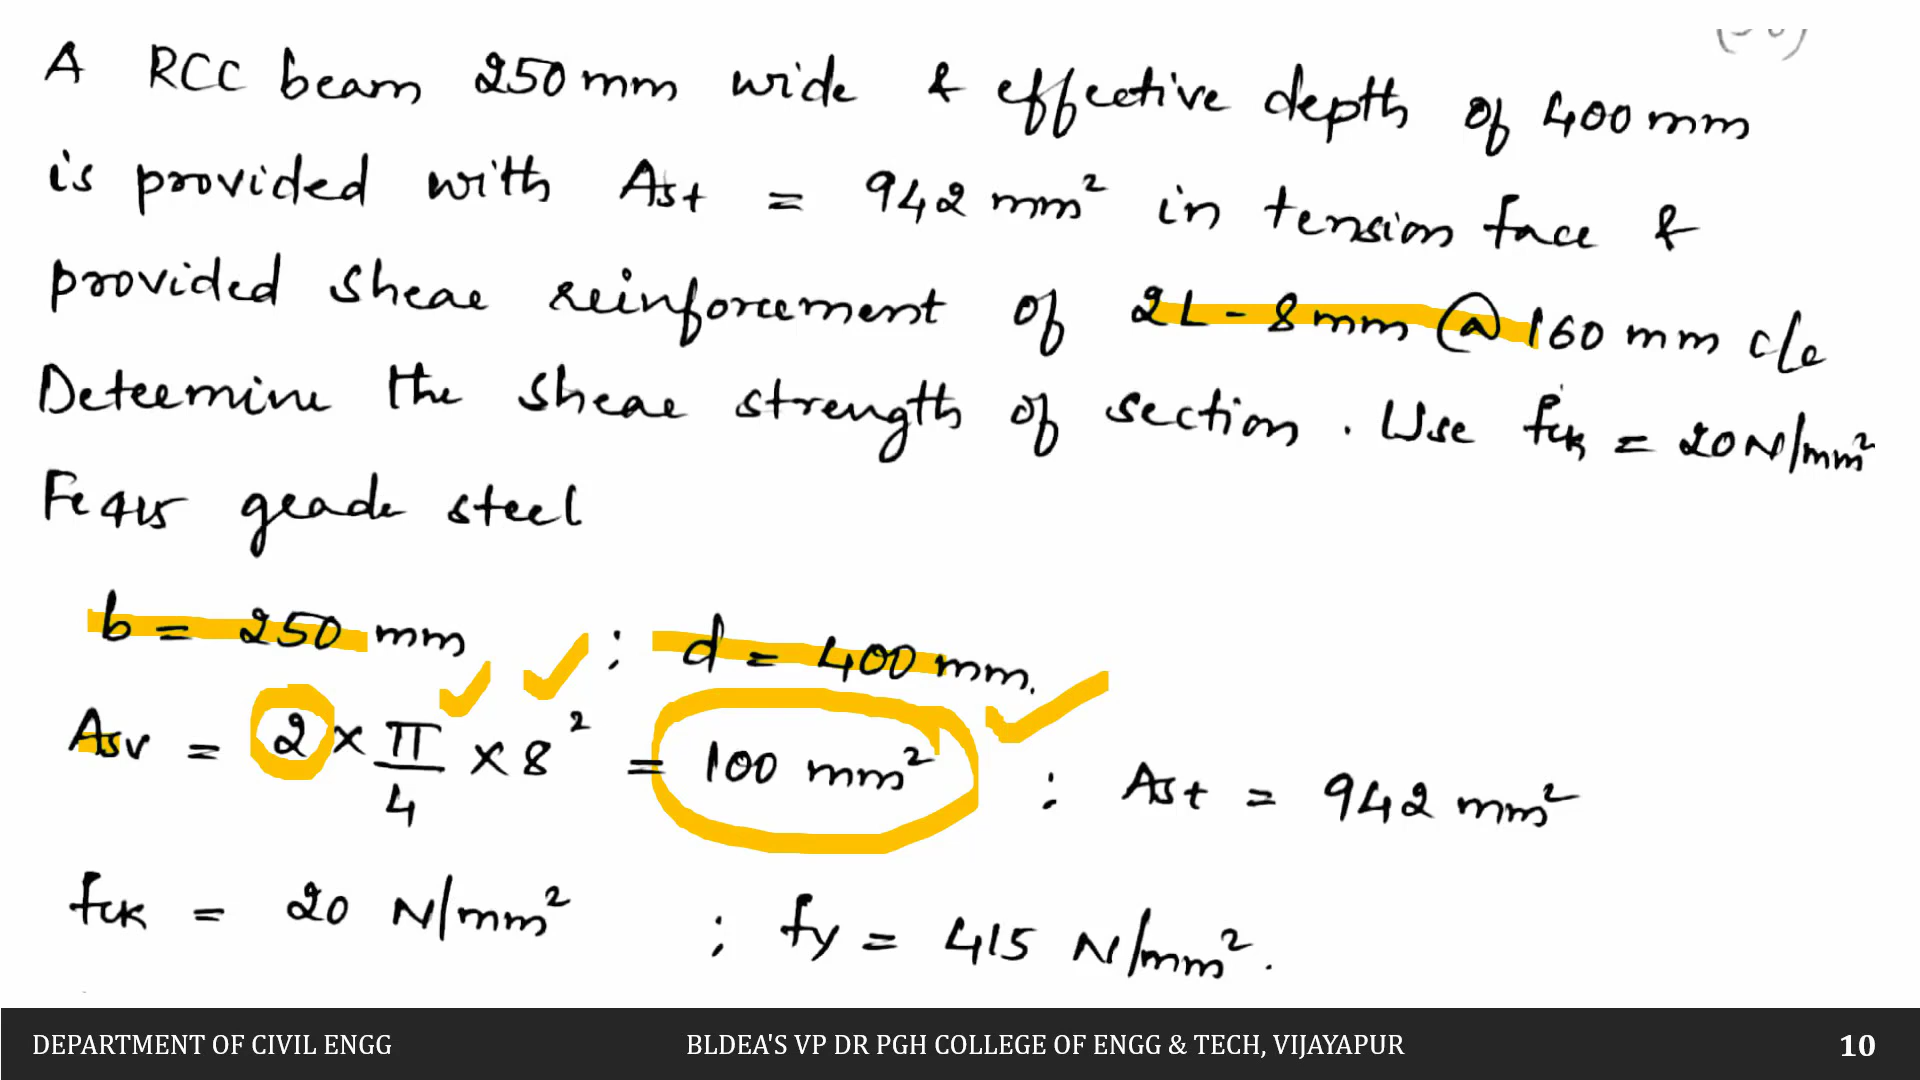 A RCC beam 250 mm wide & effective depth of 400 mm
is provided with Ast = 942 mm² in tension face &
provided shear reinforcement of 2L - 8 mm @ 160 mm c/c
Determine the shear strength of section. Use fck = 20 N/mm²
Fe 415 grade steel
b = 250 mm ; d = 400 mm.
Asv = 2 × π/4 × 8² = 100 mm² ; Ast = 942 mm²
fck = 20 N/mm² ; fy = 415 N/mm².
DEPARTMENT OF CIVIL ENGG BLDEA'S VP DR PGH COLLEGE OF ENGG & TECH, VIJAYAPUR 10